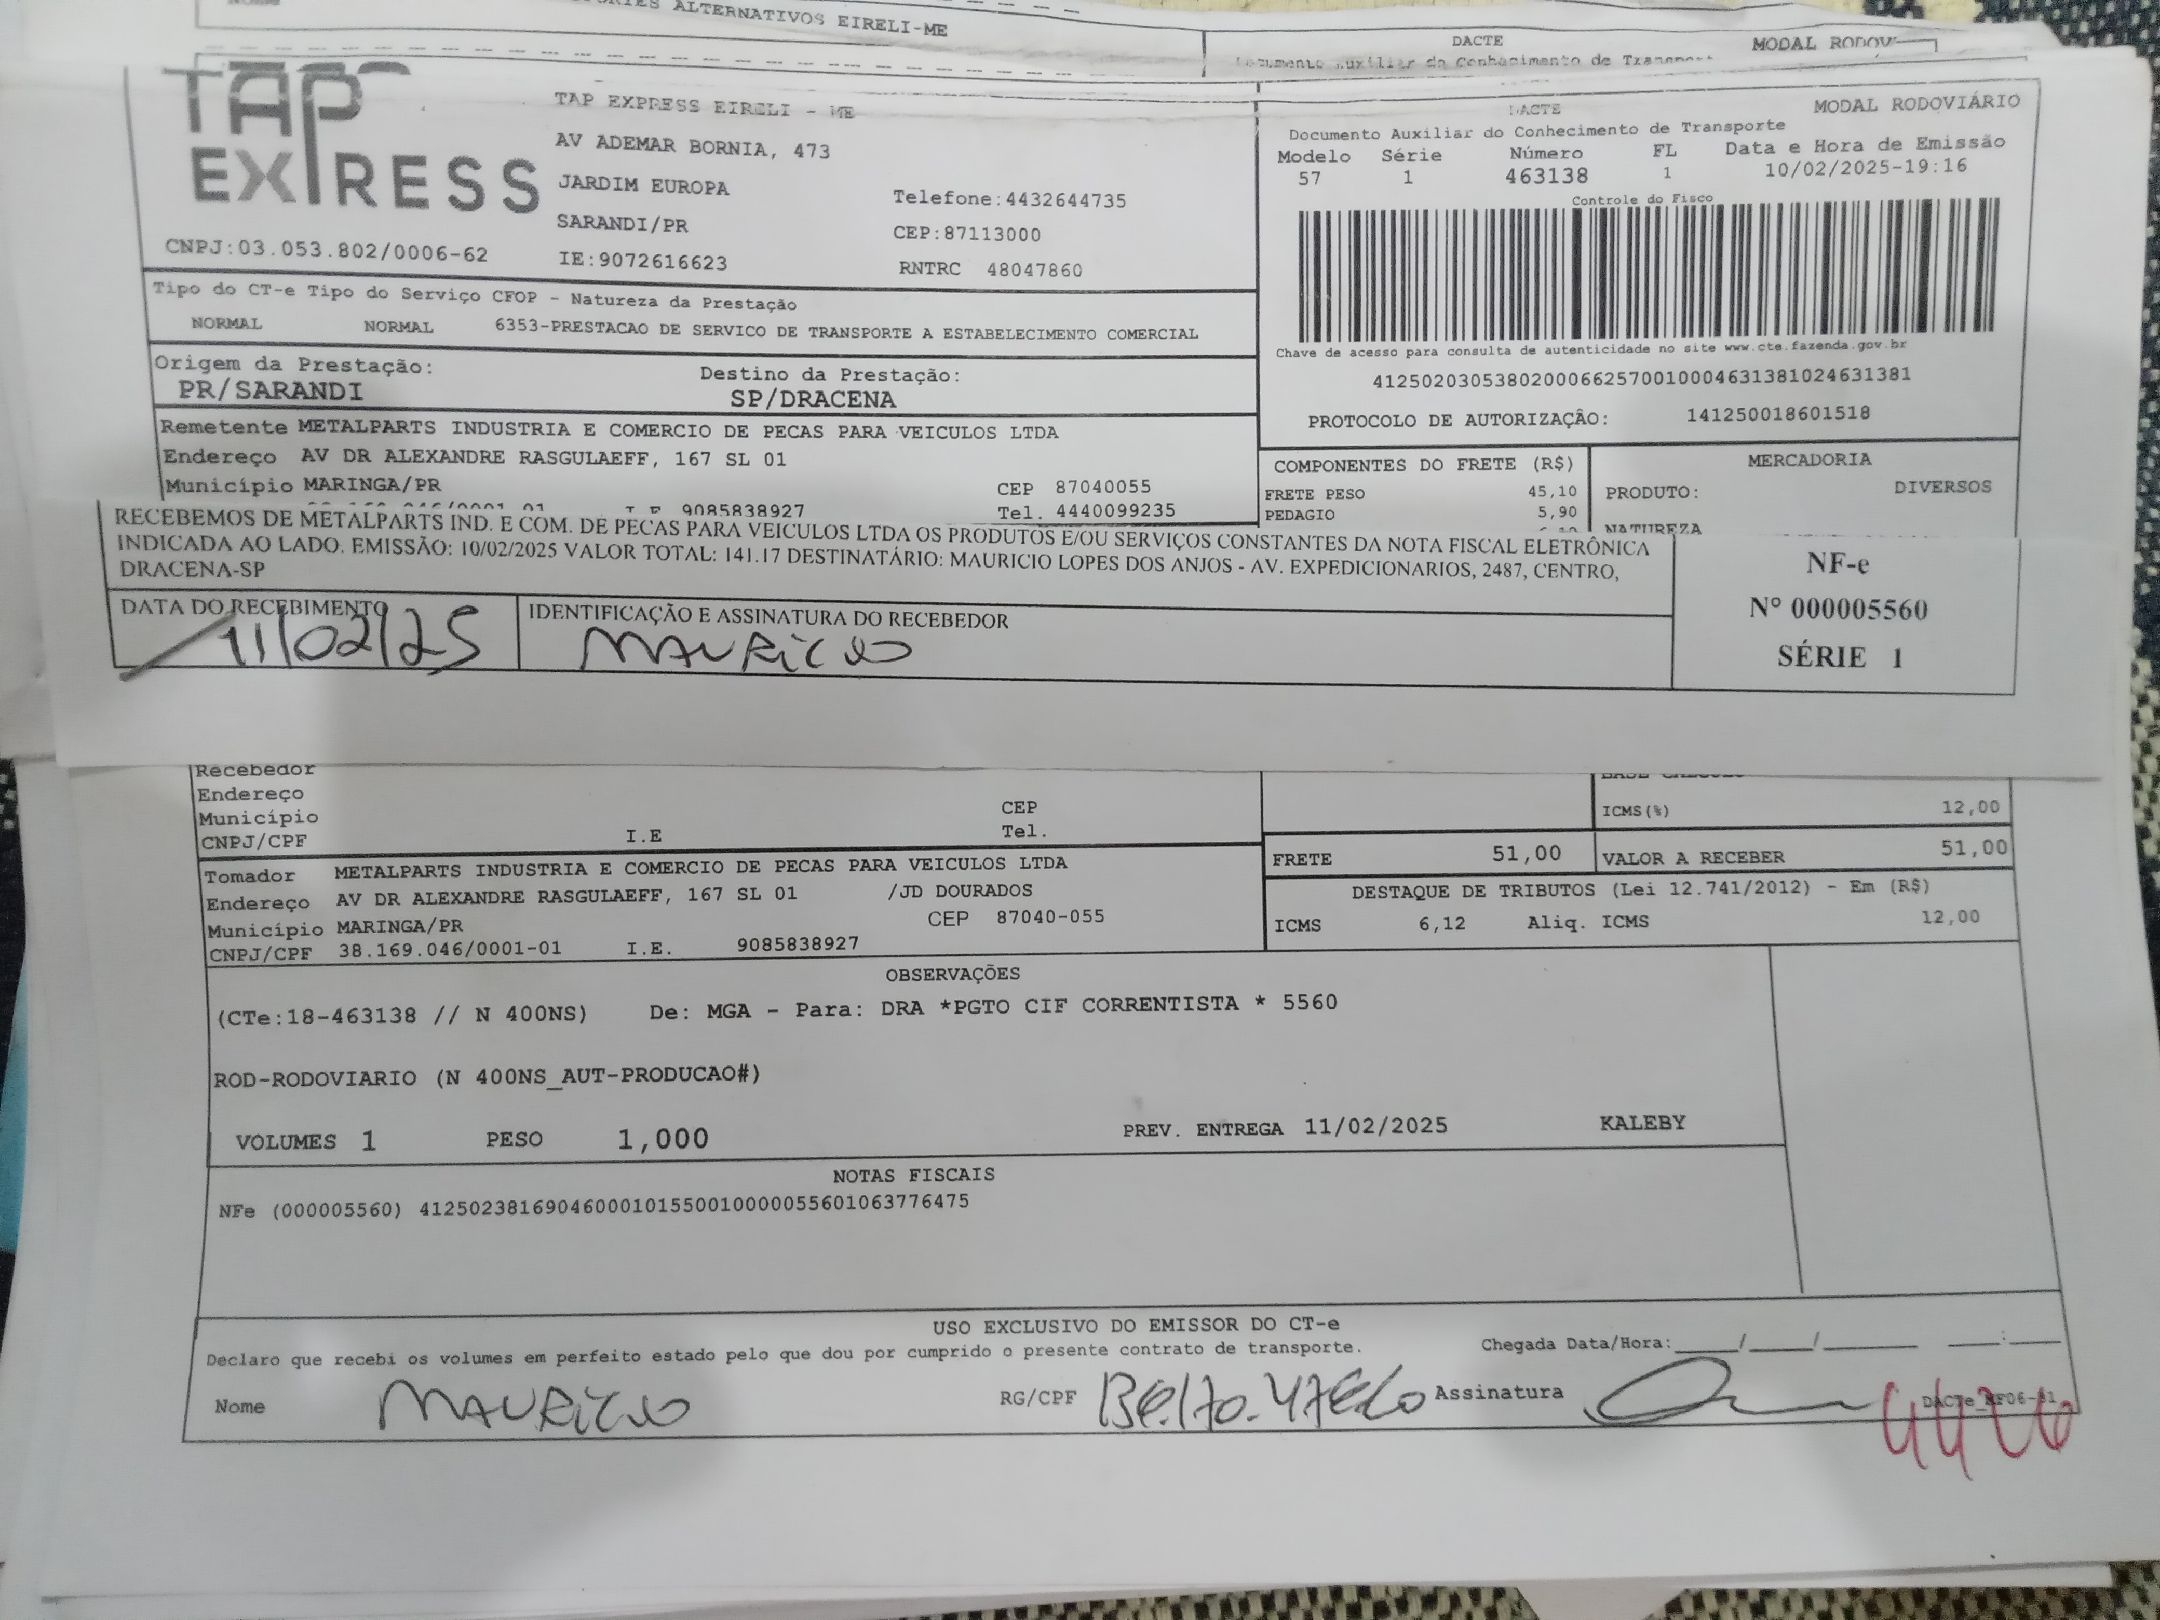 ALTERNATIVOS EIRELI-ME
DACTE
MODAL
TAP
EXPRESS
TAP EXPRESS EIRELI - ME
AV ADEMAR BORNIA, 473
JARDIM EUROPA
Telefone:4432644735
SARANDI/PR
CEP:87113000
CNPJ:03.053.802/0006-62
IE:9072616623
RNTRC 48047860
DACTE
MODAL RODOVIÁRIO
Documento Auxiliar do Conhecimento de Transporte
Modelo Série Número FL Data e Hora de Emissão
57 1 463138 1 10/02/2025-19:16
Controle do Fisco
Chave de acesso para consulta de autenticidade no site www.cte.fazenda.gov.br
41250203053802000662570010004631381024631381
PROTOCOLO DE AUTORIZAÇÃO: 141250018601518
Tipo do CT-e Tipo do Serviço CFOP - Natureza da Prestação
NORMAL NORMAL 6353-PRESTACAO DE SERVICO DE TRANSPORTE A ESTABELECIMENTO COMERCIAL
Origem da Prestação: Destino da Prestação:
PR/SARANDI SP/DRACENA
Remetente METALPARTS INDUSTRIA E COMERCIO DE PECAS PARA VEICULOS LTDA
Endereço AV DR ALEXANDRE RASGULAEFF, 167 SL 01
Município MARINGA/PR CEP 87040055
9085838927 Tel. 4440099235
COMPONENTES DO FRETE (R$) MERCADORIA
FRETE PESO 45,10 PRODUTO: DIVERSOS
PEDAGIO 5,90 NATUREZA
RECEBEMOS DE METALPARTS IND. E COM. DE PECAS PARA VEICULOS LTDA OS PRODUTOS E/OU SERVIÇOS CONSTANTES DA NOTA FISCAL ELETRÔNICA
INDICADA AO LADO. EMISSÃO: 10/02/2025 VALOR TOTAL: 141.17 DESTINATÁRIO: MAURICIO LOPES DOS ANJOS - AV. EXPEDICIONARIOS, 2487, CENTRO,
DRACENA-SP
NF-e
Nº 000005560
SÉRIE 1
DATA DO RECEBIMENTO IDENTIFICAÇÃO E ASSINATURA DO RECEBEDOR
11/02/25 MAURICIO
Recebedor
Endereço
Município CEP
CNPJ/CPF I.E Tel.
ICMS(%) 12,00
FRETE 51,00 VALOR A RECEBER 51,00
Tomador METALPARTS INDUSTRIA E COMERCIO DE PECAS PARA VEICULOS LTDA
Endereço AV DR ALEXANDRE RASGULAEFF, 167 SL 01 /JD DOURADOS
Município MARINGA/PR CEP 87040-055
CNPJ/CPF 38.169.046/0001-01 I.E. 9085838927
DESTAQUE DE TRIBUTOS (Lei 12.741/2012) - Em (R$)
ICMS 6,12 Aliq. ICMS 12,00
OBSERVAÇÕES
(CTe:18-463138 // N 400NS) De: MGA - Para: DRA *PGTO CIF CORRENTISTA * 5560
ROD-RODOVIARIO (N 400NS_AUT-PRODUCAO#)
VOLUMES 1 PESO 1,000 PREV. ENTREGA 11/02/2025 KALEBY
NOTAS FISCAIS
NFe (000005560) 41250238169046000101550010000055601063776475
USO EXCLUSIVO DO EMISSOR DO CT-e
Declaro que recebi os volumes em perfeito estado pelo que dou por cumprido o presente contrato de transporte. Chegada Data/Hora:____/____/______ ____:____
Nome MAURICIO RG/CPF Assinatura